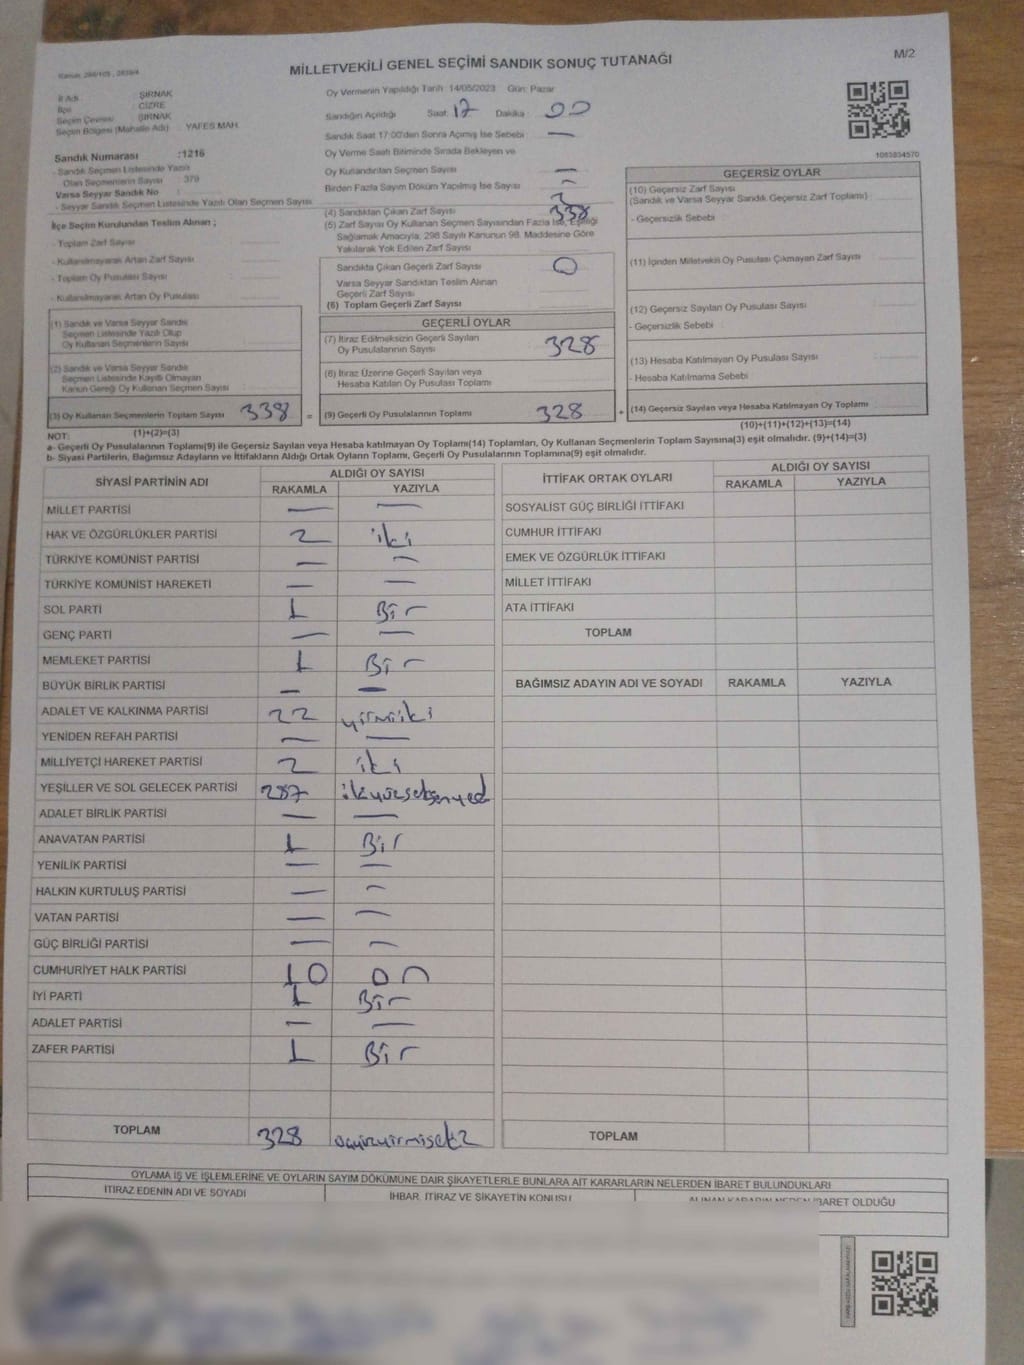 M/2
Kanun: 298/105 , 2839/4
MİLLETVEKİLİ GENEL SEÇİMİ SANDIK SONUÇ TUTANAĞI
İl Adı : ŞIRNAK
İlçe : CİZRE
Seçim Çevresi : ŞIRNAK
Seçim Bölgesi (Mahalle Adı) : YAFES MAH.
Sandık Numarası :1216
- Sandık Seçmen Listesinde Yazılı
Olan Seçmenlerin Sayısı : 379
Varsa Seyyar Sandık No :
- Seyyar Sandık Seçmen Listesinde Yazılı Olan Seçmen Sayısı
İlçe Seçim Kurulundan Teslim Alınan ;
- Toplam Zarf Sayısı
- Kullanılmayarak Artan Zarf Sayısı
- Toplam Oy Pusulası Sayısı
- Kullanılmayarak Artan Oy Pusulası
(1) Sandık ve Varsa Seyyar Sandık
Seçmen Listesinde Yazılı Olup
Oy Kullanan Seçmenlerin Sayısı
(2) Sandık ve Varsa Seyyar Sandık
Seçmen Listesinde Kayıtlı Olmayan
Kanun Gereği Oy Kullanan Seçmen Sayısı
(3) Oy Kullanan Seçmenlerin Toplam Sayısı 338 =
(1)+(2)=(3)
Oy Vermenin Yapıldığı Tarih 14/05/2023 Gün: Pazar
Sandığın Açıldığı Saat: 17 Dakika 00
Sandık Saat 17:00'den Sonra Açılmış İse Sebebi —
Oy Verme Saati Bitiminde Sırada Bekleyen ve
Oy Kullandırılan Seçmen Sayısı —
Birden Fazla Sayım Döküm Yapılmış İse Sayısı —
(4) Sandıktan Çıkan Zarf Sayısı 338
(5) Zarf Sayısı Oy Kullanan Seçmen Sayısından Fazla İse, Eşitliği
Sağlamak Amacıyla, 298 Sayılı Kanunun 98. Maddesine Göre
Yakılarak Yok Edilen Zarf Sayısı
Sandıkta Çıkan Geçerli Zarf Sayısı 0
Varsa Seyyar Sandıktan Teslim Alınan
Geçerli Zarf Sayısı
(6) Toplam Geçerli Zarf Sayısı
GEÇERLİ OYLAR
(7) İtiraz Edilmeksizin Geçerli Sayılan
Oy Pusulalarının Sayısı 328
(8) İtiraz Üzerine Geçerli Sayılan veya
Hesaba Katılan Oy Pusulası Toplamı
(9) Geçerli Oy Pusulalarının Toplamı 328 +
1083834570
GEÇERSİZ OYLAR
(10) Geçersiz Zarf Sayısı
(Sandık ve Varsa Seyyar Sandık Geçersiz Zarf Toplamı)
- Geçersizlik Sebebi
(11) İçinden Milletvekili Oy Pusulası Çıkmayan Zarf Sayısı
(12) Geçersiz Sayılan Oy Pusulası Sayısı
- Geçersizlik Sebebi
(13) Hesaba Katılmayan Oy Pusulası Sayısı
- Hesaba Katılmama Sebebi
(14) Geçersiz Sayılan veya Hesaba Katılmayan Oy Toplamı
(10)+(11)+(12)+(13)=(14)
NOT:
a- Geçerli Oy Pusulalarının Toplamı(9) ile Geçersiz Sayılan veya Hesaba katılmayan Oy Toplamı(14) Toplamları, Oy Kullanan Seçmenlerin Toplam Sayısına(3) eşit olmalıdır. (9)+(14)=(3)
b- Siyasi Partilerin, Bağımsız Adayların ve İttifakların Aldığı Ortak Oyların Toplamı, Geçerli Oy Pusulalarının Toplamına(9) eşit olmalıdır.
SİYASİ PARTİNİN ADI ALDIĞI OY SAYISI
RAKAMLA YAZIYLA
MİLLET PARTİSİ — —
HAK VE ÖZGÜRLÜKLER PARTİSİ 2 iki
TÜRKİYE KOMÜNİST PARTİSİ — —
TÜRKİYE KOMÜNİST HAREKETİ — —
SOL PARTİ 1 Bir
GENÇ PARTİ — —
MEMLEKET PARTİSİ 1 Bir
BÜYÜK BİRLİK PARTİSİ — —
ADALET VE KALKINMA PARTİSİ 22 yirmiiki
YENİDEN REFAH PARTİSİ — —
MİLLİYETÇİ HAREKET PARTİSİ 2 iki
YEŞİLLER VE SOL GELECEK PARTİSİ 287 ikiyüzseksenyedi
ADALET BİRLİK PARTİSİ — —
ANAVATAN PARTİSİ 1 Bir
YENİLİK PARTİSİ — —
HALKIN KURTULUŞ PARTİSİ — —
VATAN PARTİSİ — —
GÜÇ BİRLİĞİ PARTİSİ — —
CUMHURİYET HALK PARTİSİ 10 on
İYİ PARTİ 1 Bir
ADALET PARTİSİ — —
ZAFER PARTİSİ 1 Bir
TOPLAM 328 üçyüzyirmisekiz
İTTİFAK ORTAK OYLARI ALDIĞI OY SAYISI
RAKAMLA YAZIYLA
SOSYALİST GÜÇ BİRLİĞİ İTTİFAKI
CUMHUR İTTİFAKI
EMEK VE ÖZGÜRLÜK İTTİFAKI
MİLLET İTTİFAKI
ATA İTTİFAKI
TOPLAM
BAĞIMSIZ ADAYIN ADI VE SOYADI RAKAMLA YAZIYLA
TOPLAM
OYLAMA İŞ VE İŞLEMLERİNE VE OYLARIN SAYIM DÖKÜMÜNE DAİR ŞİKAYETLERLE BUNLARA AİT KARARLARIN NELERDEN İBARET BULUNDUKLARI
İTİRAZ EDENİN ADI VE SOYADI İHBAR, İTİRAZ VE ŞİKAYETİN KONUSU ALINAN KARARIN NEDEN İBARET OLDUĞU